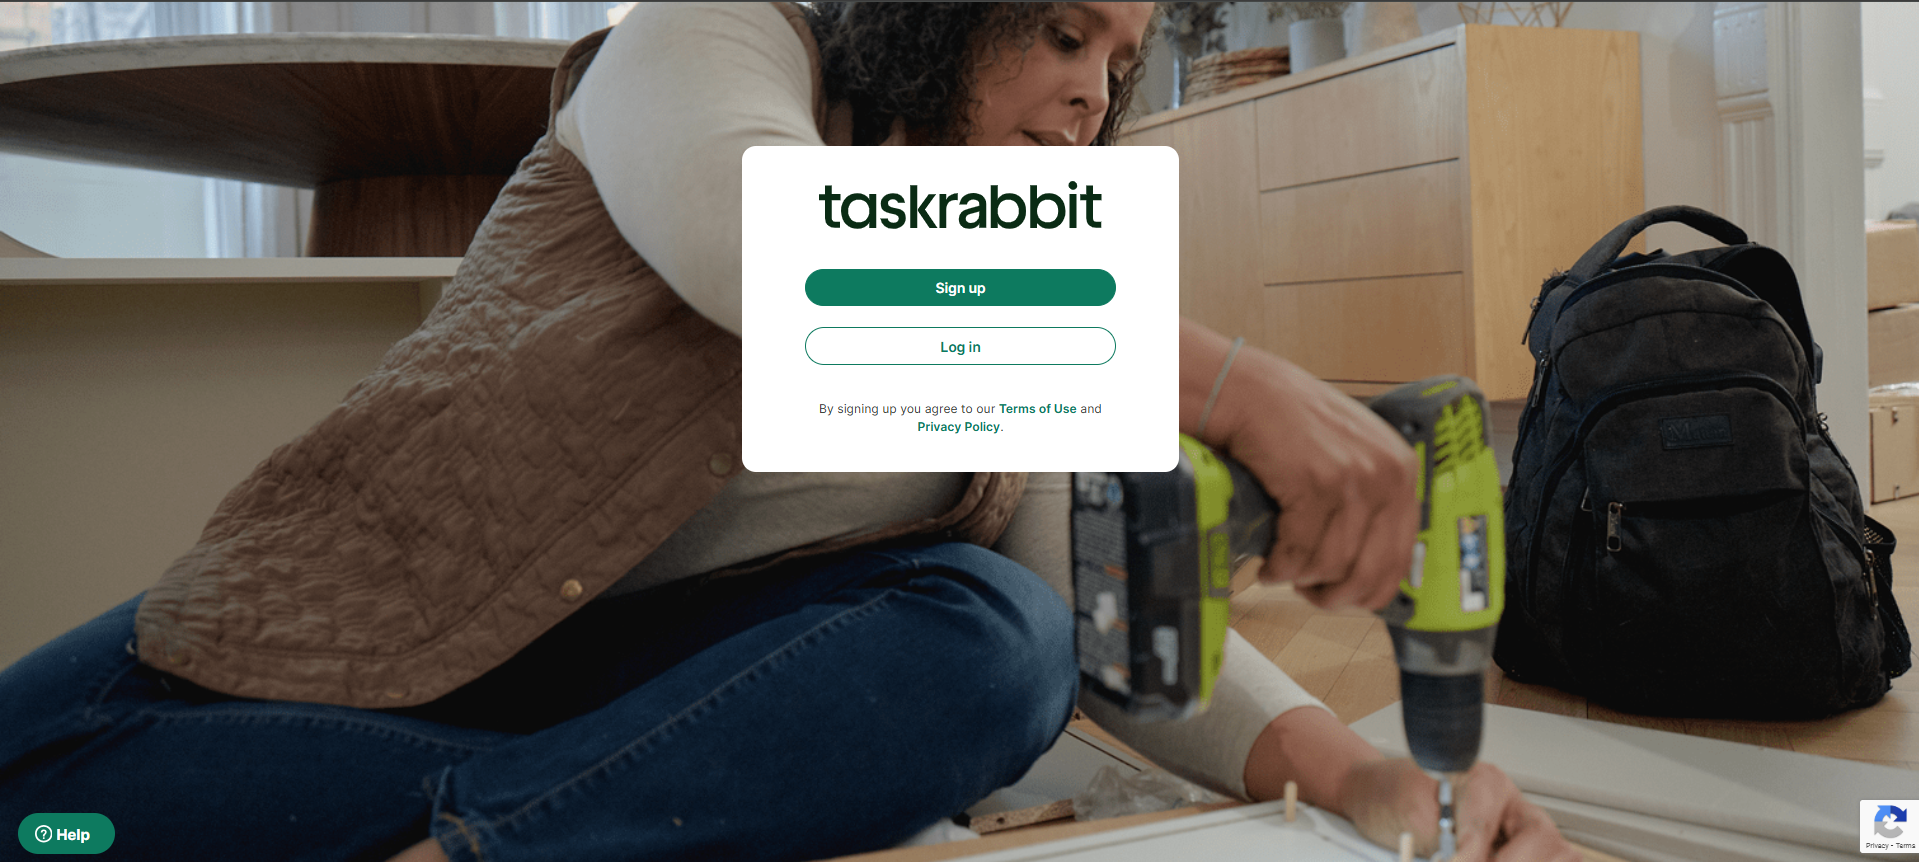 taskrabbit
Sign up
Log in
By signing up you agree to our Terms of Use and
Privacy Policy.
Help
Privacy - Terms